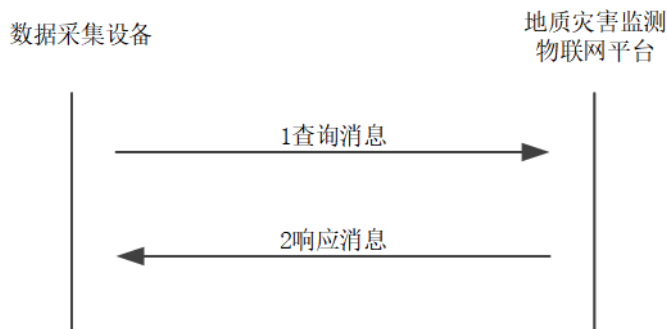 数据采集设备
地质灾害监测
物联网平台
1查询消息
2响应消息